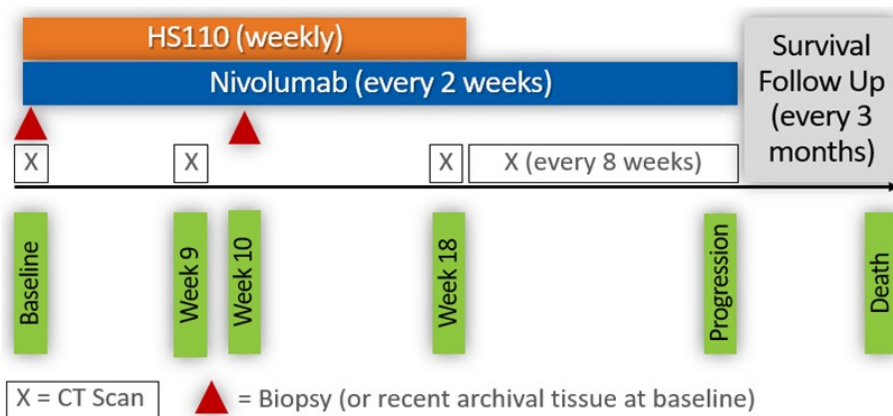 HS110 (weekly)
Nivolumab (every 2 weeks)
Survival
Follow Up
(every 3
months)
X
X
X
X (every 8 weeks)
Baseline
Week 9
Week 10
Week 18
Progression
Death
X = CT Scan
= Biopsy (or recent archival tissue at baseline)